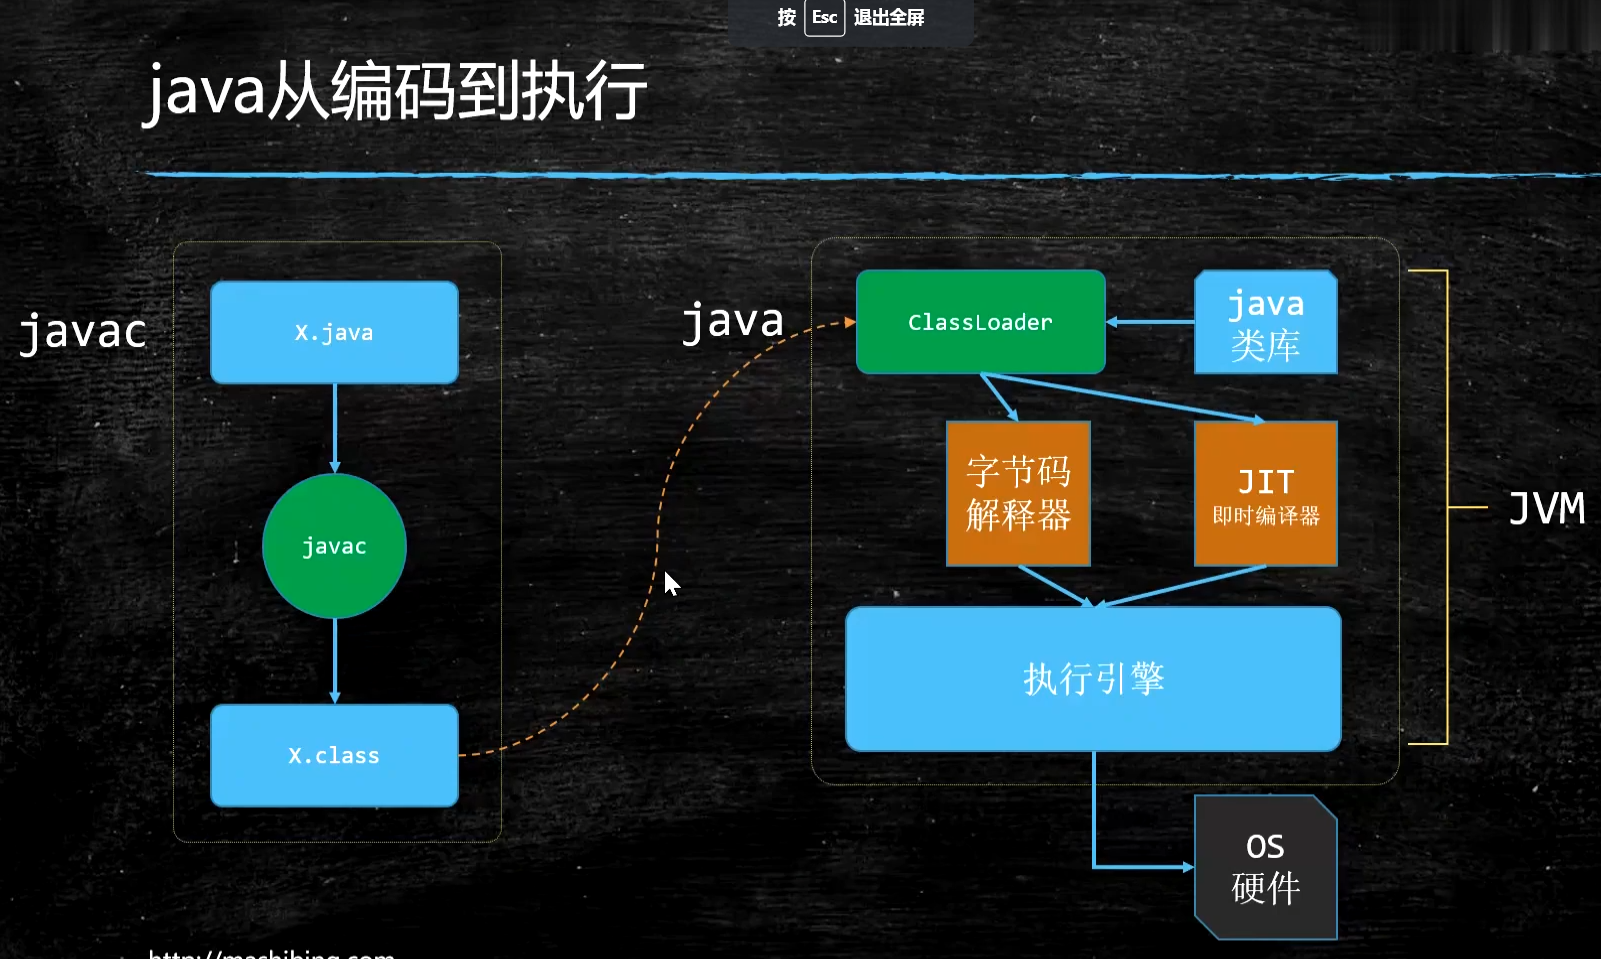 按 Esc 退出全屏
java从编码到执行
javac
X.java
javac
X.class
java
ClassLoader
java
类库
字节码
解释器
JIT
即时编译器
执行引擎
JVM
OS
硬件
http://mashibing.com